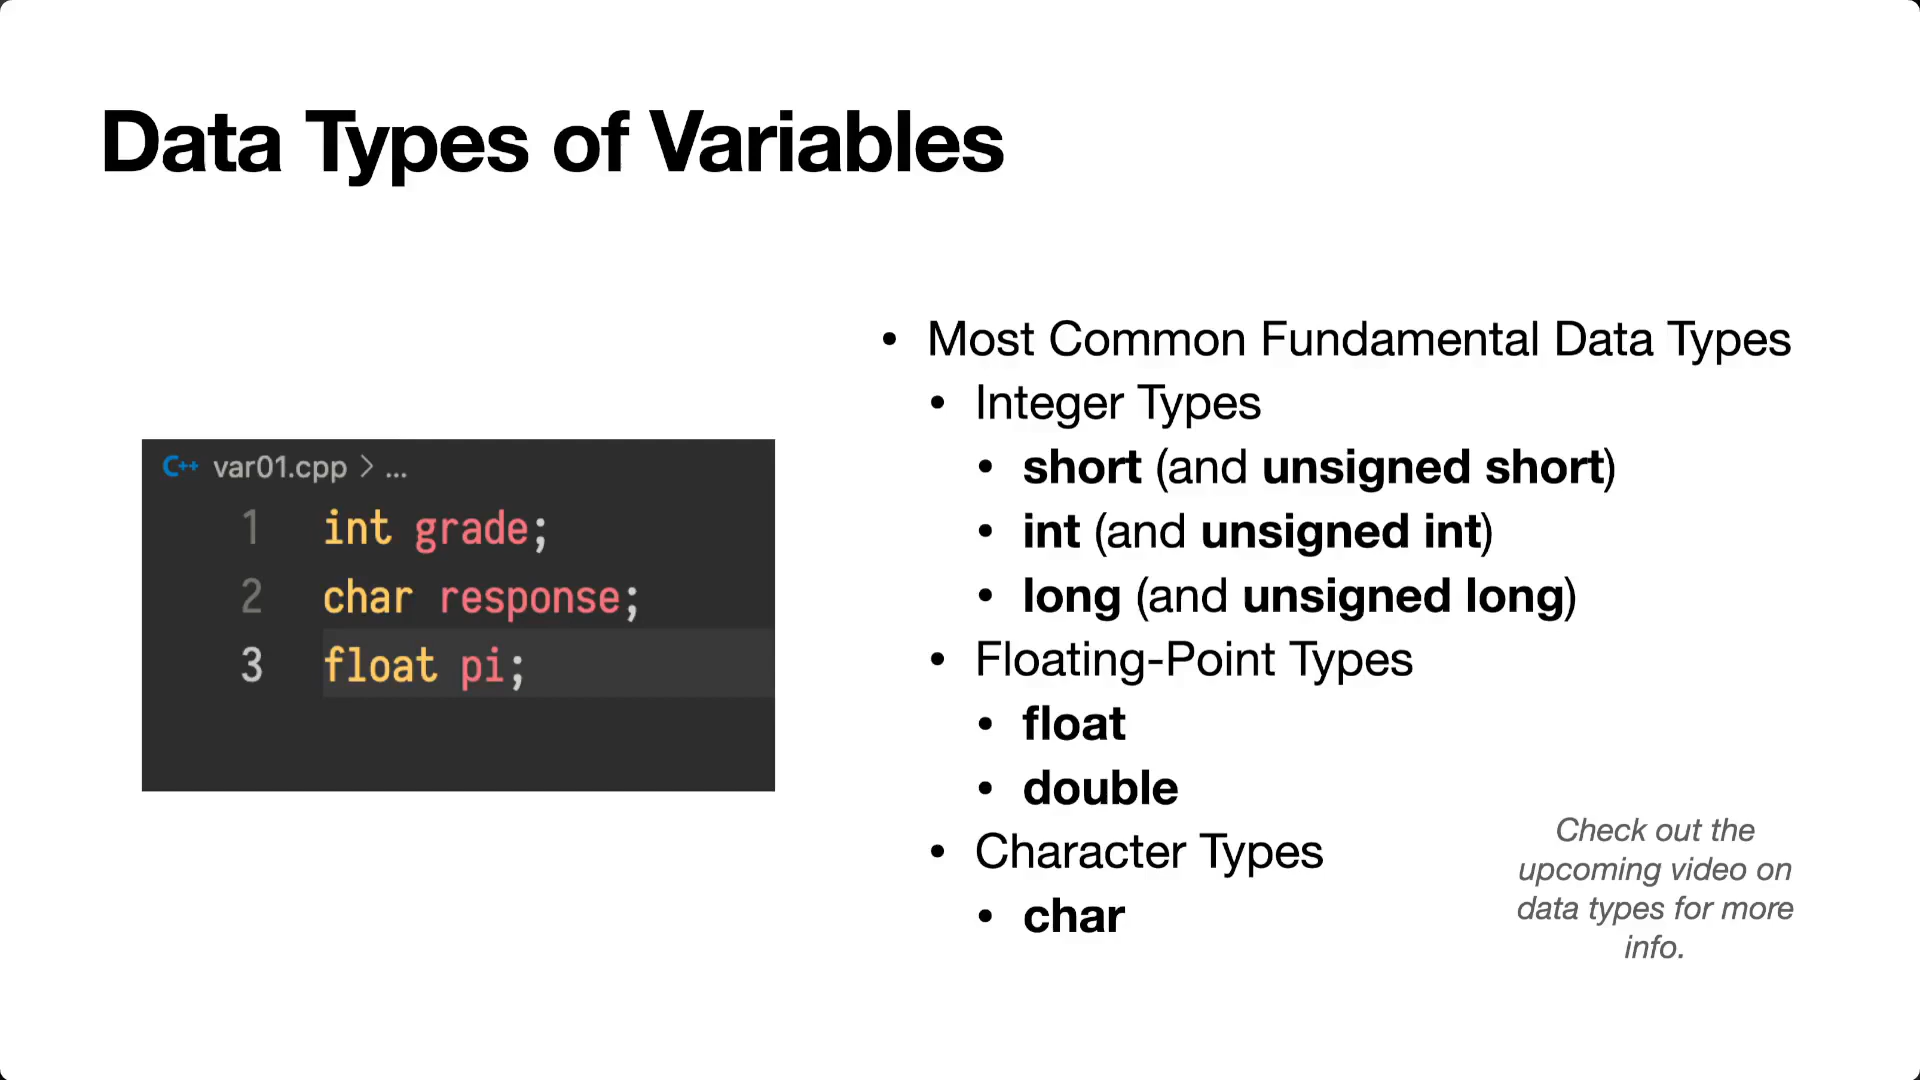 Data Types of Variables
C++ var01.cpp > ...
1 int grade;
2 char response;
3 float pi;
• Most Common Fundamental Data Types
• Integer Types
• short (and unsigned short)
• int (and unsigned int)
• long (and unsigned long)
• Floating-Point Types
• float
• double
• Character Types
• char
Check out the
upcoming video on
data types for more
info.